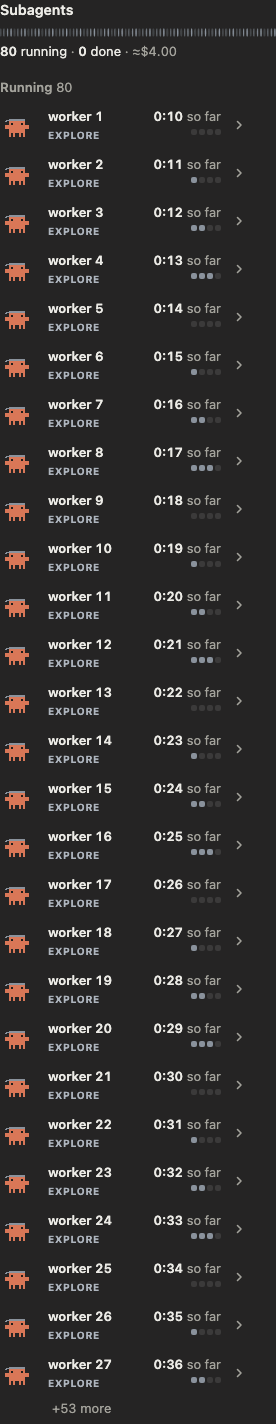 Subagents
80 running · 0 done · ≈$4.00
Running 80
worker 1 0:10 so far
EXPLORE
worker 2 0:11 so far
EXPLORE
worker 3 0:12 so far
EXPLORE
worker 4 0:13 so far
EXPLORE
worker 5 0:14 so far
EXPLORE
worker 6 0:15 so far
EXPLORE
worker 7 0:16 so far
EXPLORE
worker 8 0:17 so far
EXPLORE
worker 9 0:18 so far
EXPLORE
worker 10 0:19 so far
EXPLORE
worker 11 0:20 so far
EXPLORE
worker 12 0:21 so far
EXPLORE
worker 13 0:22 so far
EXPLORE
worker 14 0:23 so far
EXPLORE
worker 15 0:24 so far
EXPLORE
worker 16 0:25 so far
EXPLORE
worker 17 0:26 so far
EXPLORE
worker 18 0:27 so far
EXPLORE
worker 19 0:28 so far
EXPLORE
worker 20 0:29 so far
EXPLORE
worker 21 0:30 so far
EXPLORE
worker 22 0:31 so far
EXPLORE
worker 23 0:32 so far
EXPLORE
worker 24 0:33 so far
EXPLORE
worker 25 0:34 so far
EXPLORE
worker 26 0:35 so far
EXPLORE
worker 27 0:36 so far
EXPLORE
+53 more